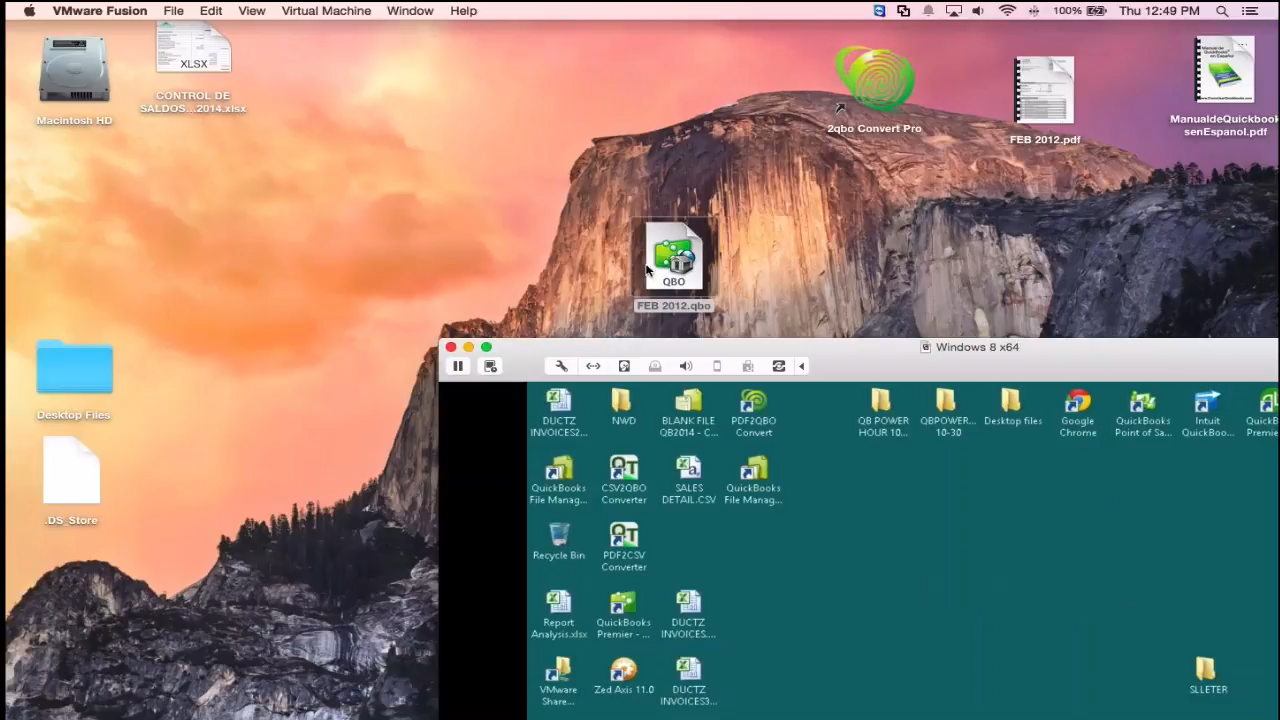 VMware Fusion File Edit View Virtual Machine Window Help 100% Thu 12:49 PM
XLSX
CONTROL DE
SALDOS...2014.xlsx
Macintosh HD
2qbo Convert Pro
FEB 2012.pdf
ManualdeQuickbook
senEspanol.pdf
QBO
FEB 2012.qbo
Desktop Files
.DS_Store
Windows 8 x64
DUCTZ
INVOICES2...
NWD
BLANK FILE
QB2014 - C...
PDF2QBO
Convert
QB POWER
HOUR 10...
QBPOWER...
10-30
Desktop files
Google
Chrome
QuickBooks
Point of Sa...
Intuit
QuickBoo...
QuickB
Premie
QuickBooks
File Manag...
CSV2QBO
Converter
SALES
DETAIL.CSV
QuickBooks
File Manag...
Recycle Bin
PDF2CSV
Converter
Report
Analysis.xlsx
QuickBooks
Premier - ...
DUCTZ
INVOICES....
VMware
Share...
Zed Axis 11.0
DUCTZ
INVOICES3...
SLLETER